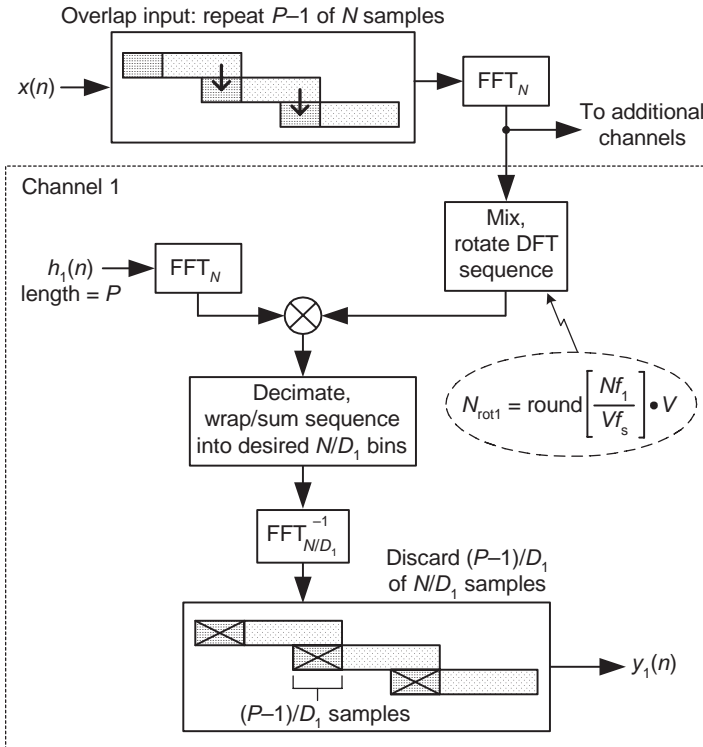 Overlap input: repeat P–1 of N samples
x(n)
FFT_N
To additional
channels
Channel 1
Mix,
rotate DFT
sequence
h_1(n)
length = P
FFT_N
Decimate,
wrap/sum sequence
into desired N/D_1 bins
N_rot1 = round[Nf_1/Vf_s]•V
FFT^–1_N/D_1
Discard (P–1)/D_1
of N/D_1 samples
y_1(n)
(P–1)/D_1 samples